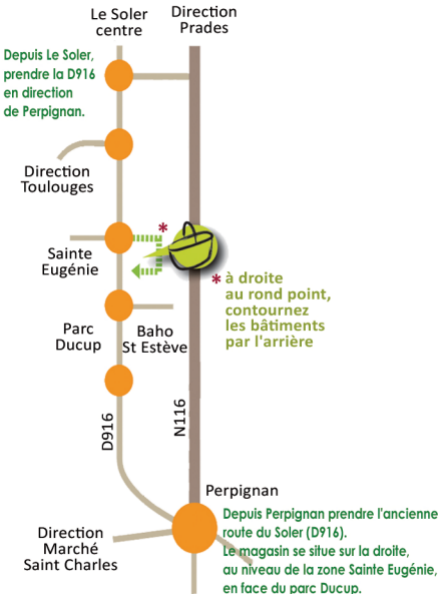 Le Soler
centre
Direction
Prades
Depuis Le Soler,
prendre la D916
en direction
de Perpignan.
Direction
Toulouges
*
Sainte
Eugénie
* à droite
au rond point,
contournez
les bâtiments
par l'arrière
Parc
Ducup
Baho
St Estève
D916
N116
Perpignan
Depuis Perpignan prendre l'ancienne
route du Soler (D916).
Le magasin se situe sur la droite,
au niveau de la zone Sainte Eugénie,
en face du parc Ducup.
Direction
Marché
Saint Charles